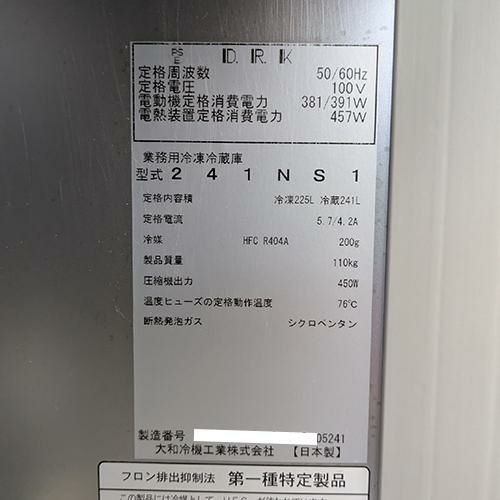 PS E D.R.K
定格周波数 50/60Hz
定格電圧 100V
電動機定格消費電力 381/391W
電熱装置定格消費電力 457W
業務用冷凍冷蔵庫
型式 241NS1
定格内容積 冷凍225L 冷蔵241L
定格電流 5.7/4.2A
冷媒 HFC R404A 200g
製品質量 110kg
圧縮機出力 450W
温度ヒューズの定格動作温度 76℃
断熱発泡ガス シクロペンタン
製造番号 05241
大和冷機工業株式会社 【日本製】
フロン排出抑制法 第一種特定製品